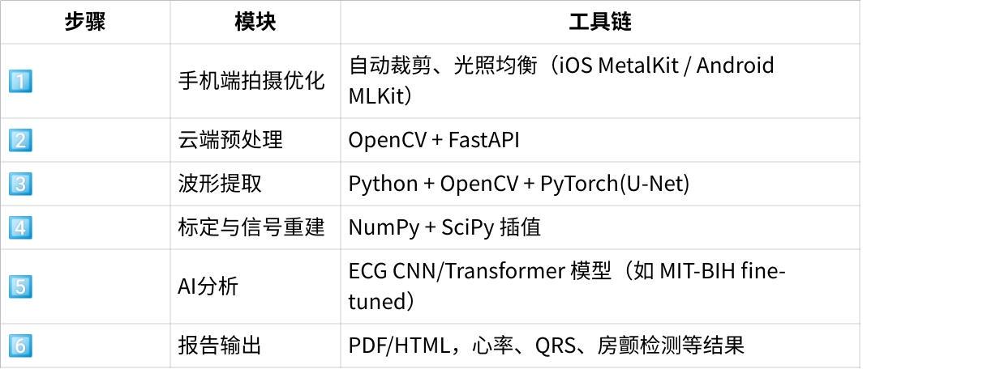 步骤 模块 工具链
1 手机端拍摄优化 自动裁剪、光照均衡（iOS MetalKit / Android
MLKit）
2 云端预处理 OpenCV + FastAPI
3 波形提取 Python + OpenCV + PyTorch(U-Net)
4 标定与信号重建 NumPy + SciPy 插值
5 AI分析 ECG CNN/Transformer 模型（如 MIT-BIH fine-
tuned）
6 报告输出 PDF/HTML，心率、QRS、房颤检测等结果